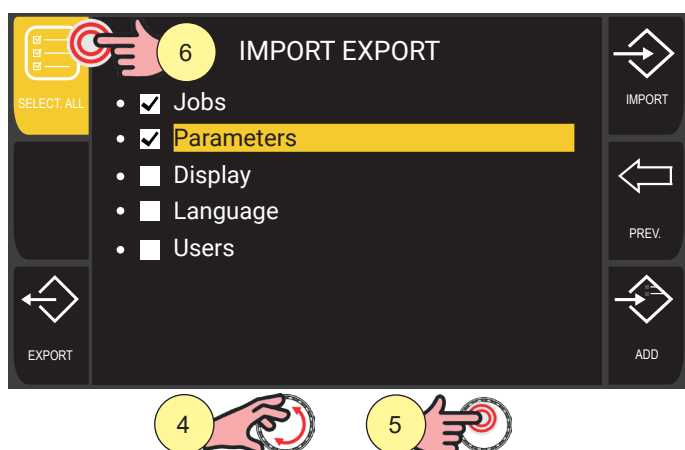 6
IMPORT EXPORT
SELECT. ALL
IMPORT
Jobs
Parameters
Display
Language
Users
PREV.
EXPORT
ADD
4
5